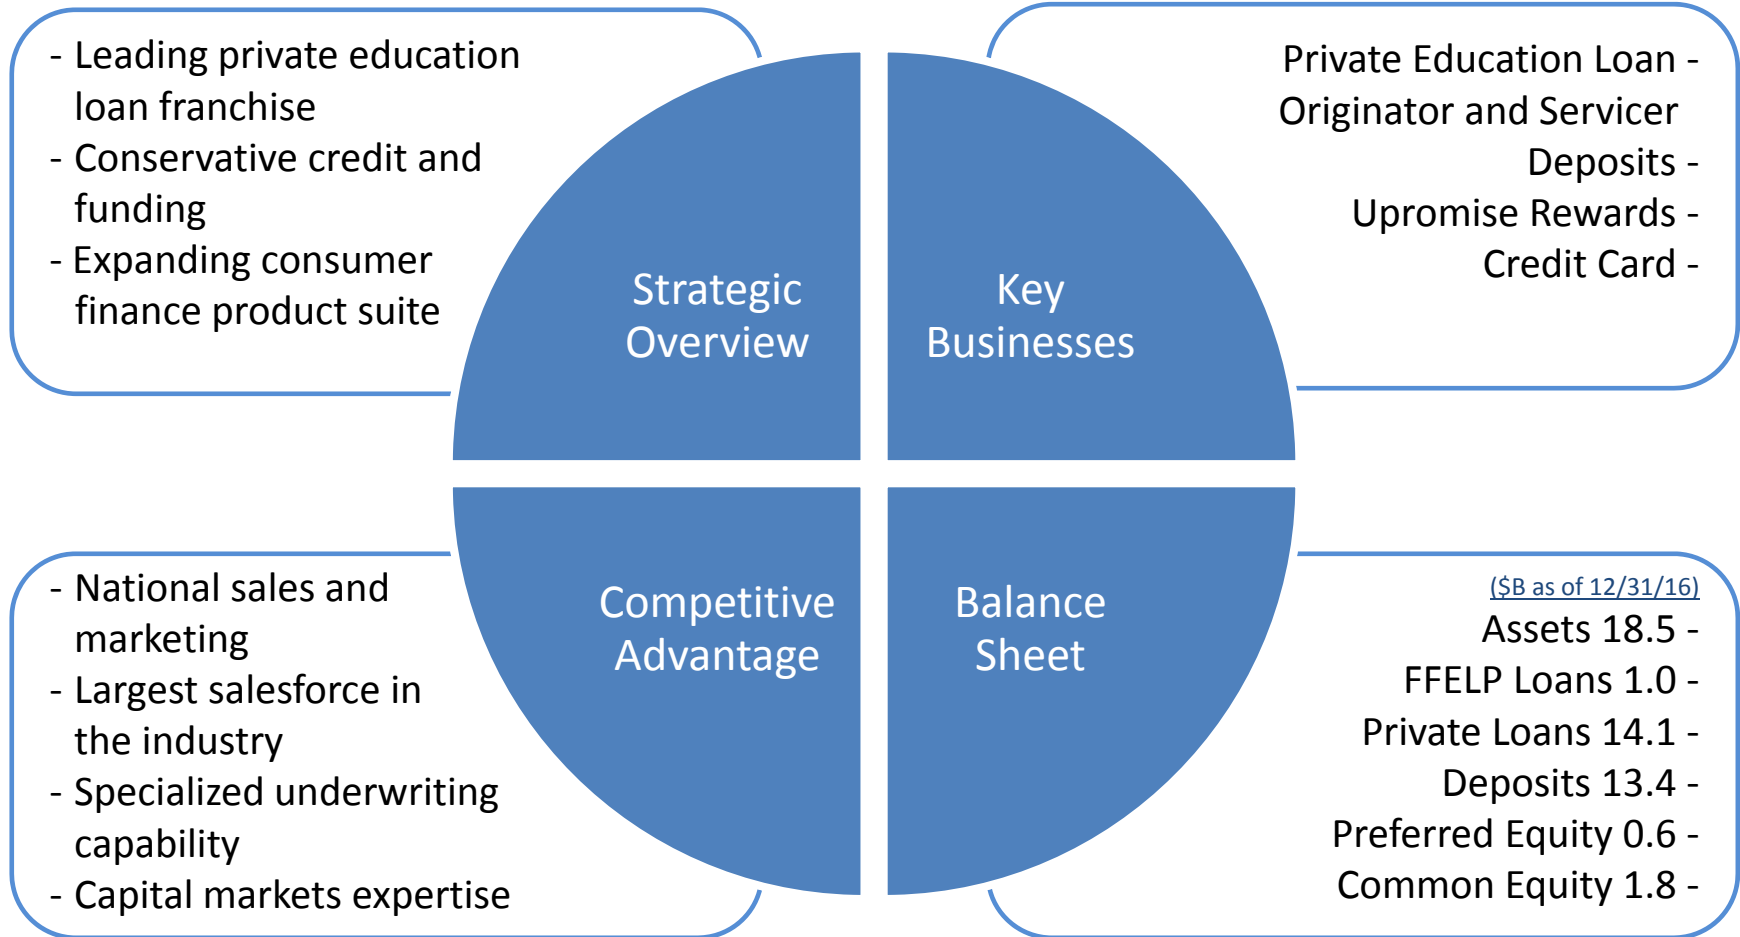 - Leading private education
loan franchise
- Conservative credit and
funding
- Expanding consumer
finance product suite
Strategic
Overview
Key
Businesses
Private Education Loan -
Originator and Servicer
Deposits -
Upromise Rewards -
Credit Card -
- National sales and
marketing
- Largest salesforce in
the industry
- Specialized underwriting
capability
- Capital markets expertise
Competitive
Advantage
Balance
Sheet
($B as of 12/31/16)
Assets 18.5 -
FFELP Loans 1.0 -
Private Loans 14.1 -
Deposits 13.4 -
Preferred Equity 0.6 -
Common Equity 1.8 -